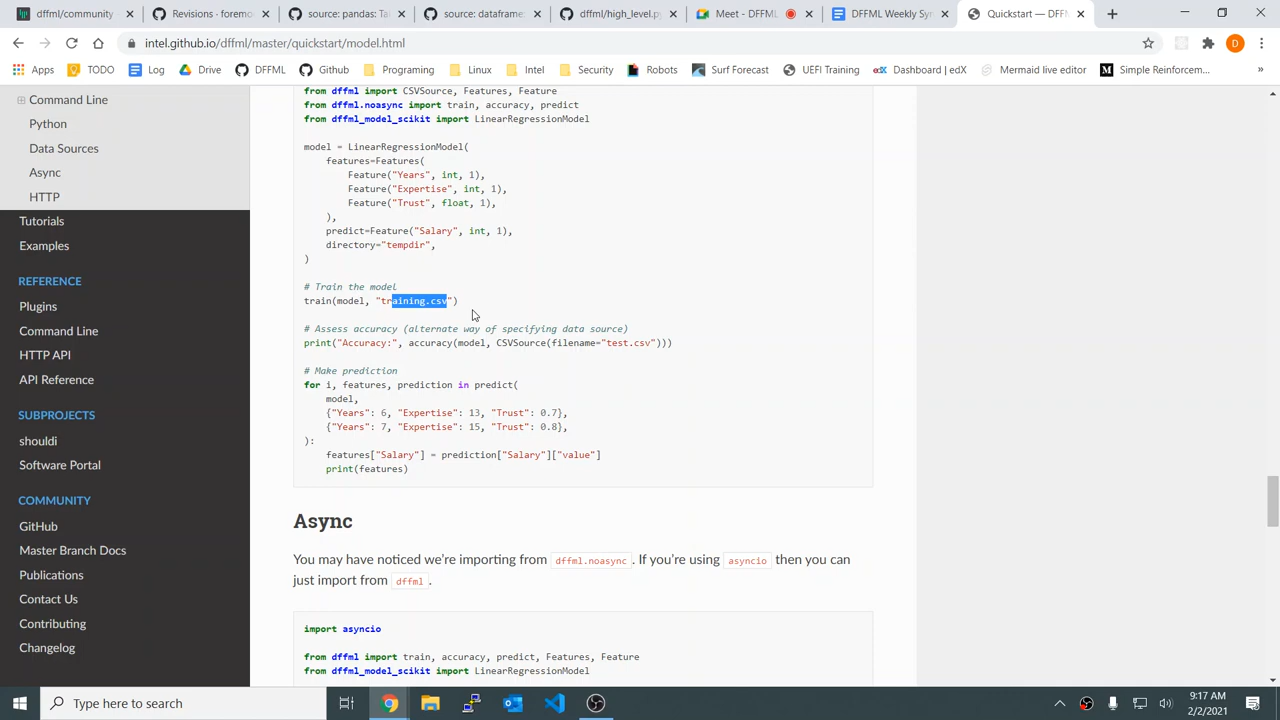 dffml/community
Revisions · forem
source: pandas: Ta
source: dataframe:
dffml/high_level.p
Meet - DFFML
DFFML Weekly Syn
Quickstart — DFF
intel.github.io/dffml/master/quickstart/model.html
Apps TODO Log Drive DFFML Github Programing Linux Intel Security Robots Surf Forecast UEFI Training Dashboard | edX Mermaid live editor Simple Reinforcem... »
Command Line
Python
Data Sources
Async
HTTP
Tutorials
Examples
REFERENCE
Plugins
Command Line
HTTP API
API Reference
SUBPROJECTS
shouldi
Software Portal
COMMUNITY
GitHub
Master Branch Docs
Publications
Contact Us
Contributing
Changelog
from dffml import CSVSource, Features, Feature
from dffml.noasync import train, accuracy, predict
from dffml_model_scikit import LinearRegressionModel
model = LinearRegressionModel(
features=Features(
Feature("Years", int, 1),
Feature("Expertise", int, 1),
Feature("Trust", float, 1),
),
predict=Feature("Salary", int, 1),
directory="tempdir",
)
# Train the model
train(model, "training.csv")
# Assess accuracy (alternate way of specifying data source)
print("Accuracy:", accuracy(model, CSVSource(filename="test.csv")))
# Make prediction
for i, features, prediction in predict(
model,
{"Years": 6, "Expertise": 13, "Trust": 0.7},
{"Years": 7, "Expertise": 15, "Trust": 0.8},
):
features["Salary"] = prediction["Salary"]["value"]
print(features)
Async
You may have noticed we're importing from dffml.noasync. If you're using asyncio then you can
just import from dffml.
import asyncio
from dffml import train, accuracy, predict, Features, Feature
from dffml_model_scikit import LinearRegressionModel
Type here to search
9:17 AM
2/2/2021